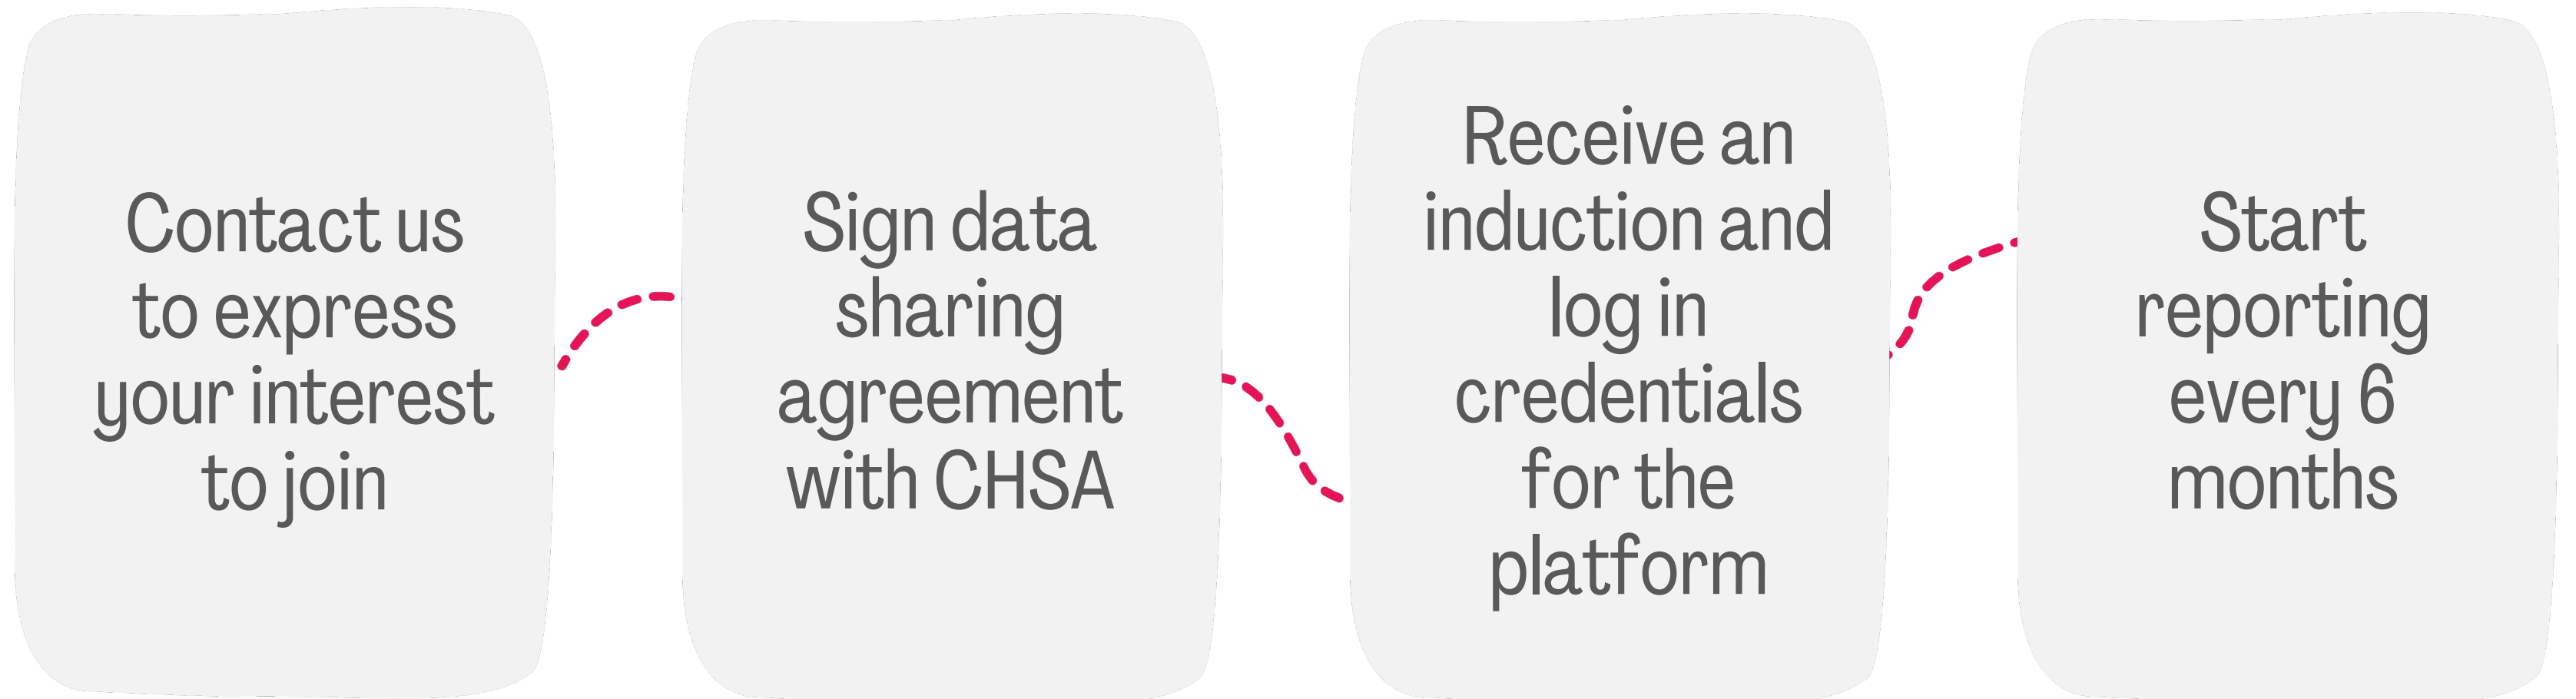 Contact us
to express
your interest
to join
Sign data
sharing
agreement
with CHSA
Receive an
induction and
log in
credentials
for the
platform
Start
reporting
every 6
months